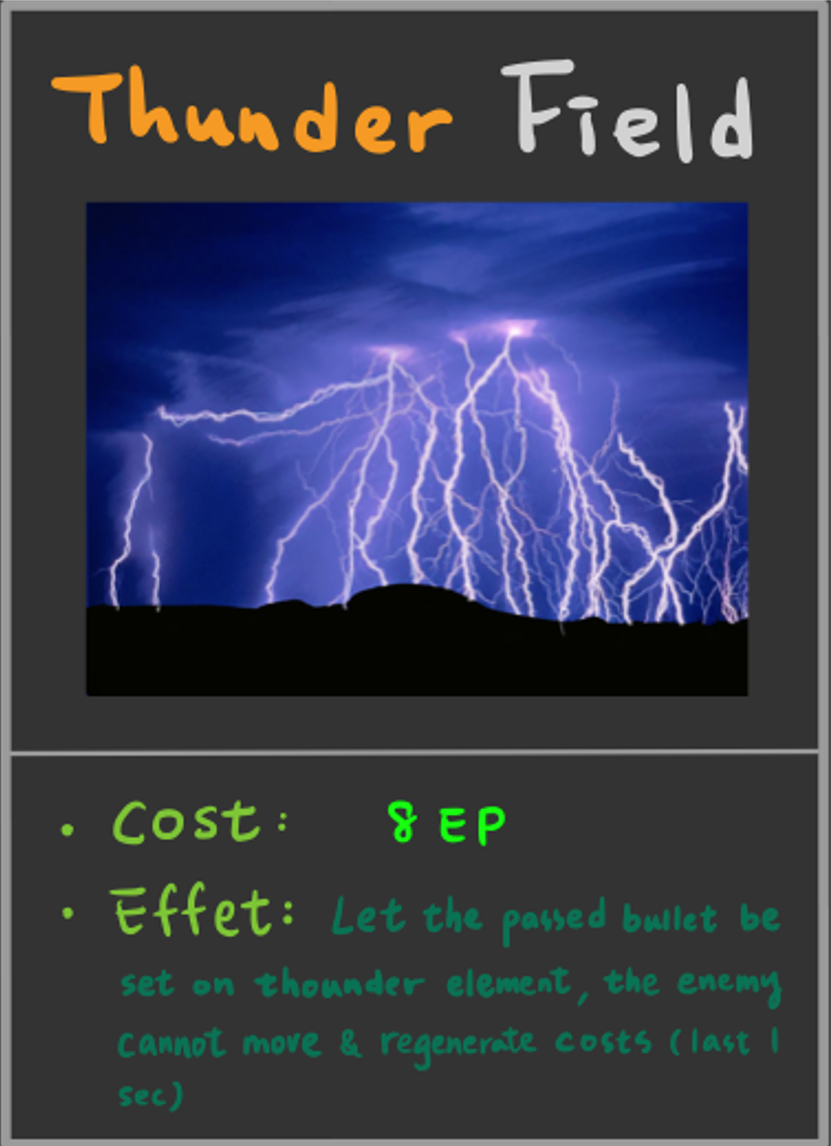 Thunder Field
• Cost: 8 EP
• Effet: Let the passed bullet be
set on thounder element, the enemy
cannot move & regenerate costs (last 1
sec)